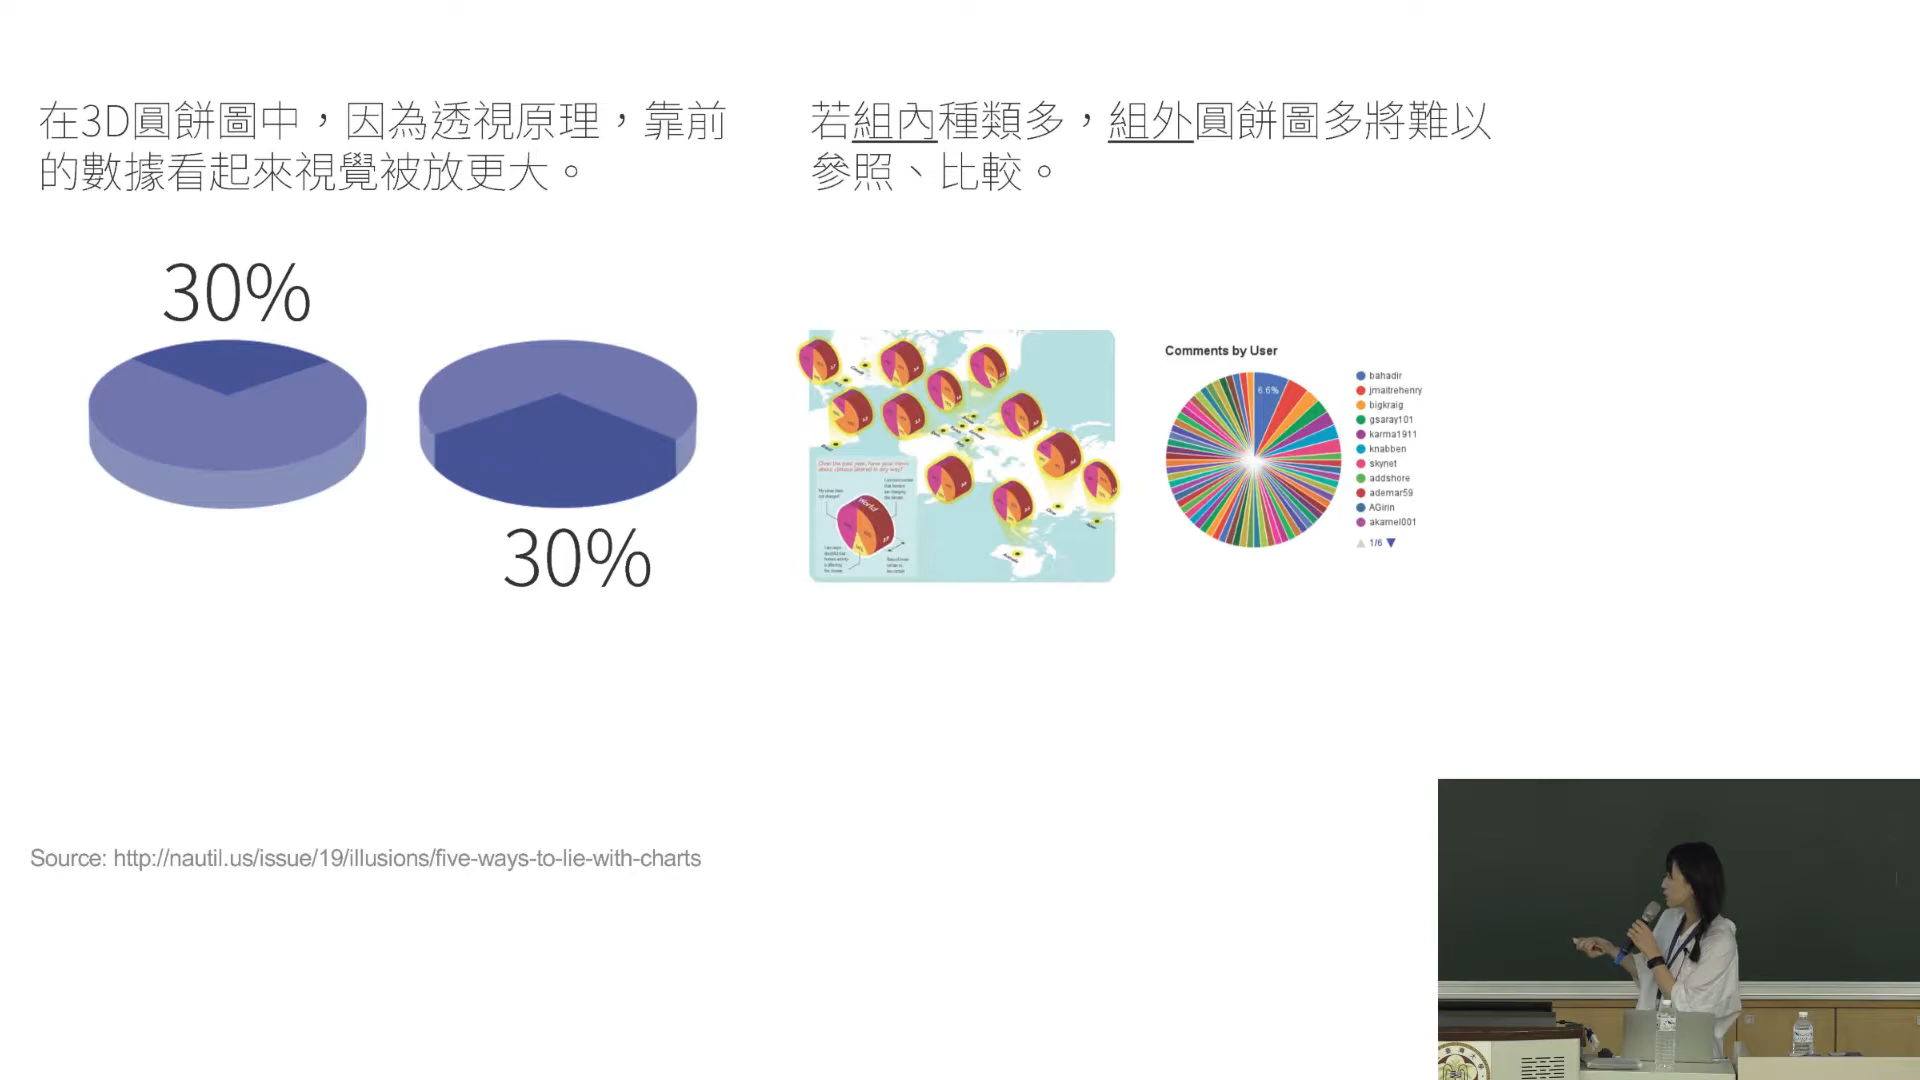 在3D圓餅圖中，因為透視原理，靠前
的數據看起來視覺被放更大。
30%
30%
若組內種類多，組外圓餅圖多將難以
參照、比較。
World
Comments by User
6.6%
bahadir
jmaitrehenry
bigkraig
gsaray101
karma1911
knabben
skynet
addshore
ademar59
AGirin
akamel001
1/6
Source: http://nautil.us/issue/19/illusions/five-ways-to-lie-with-charts